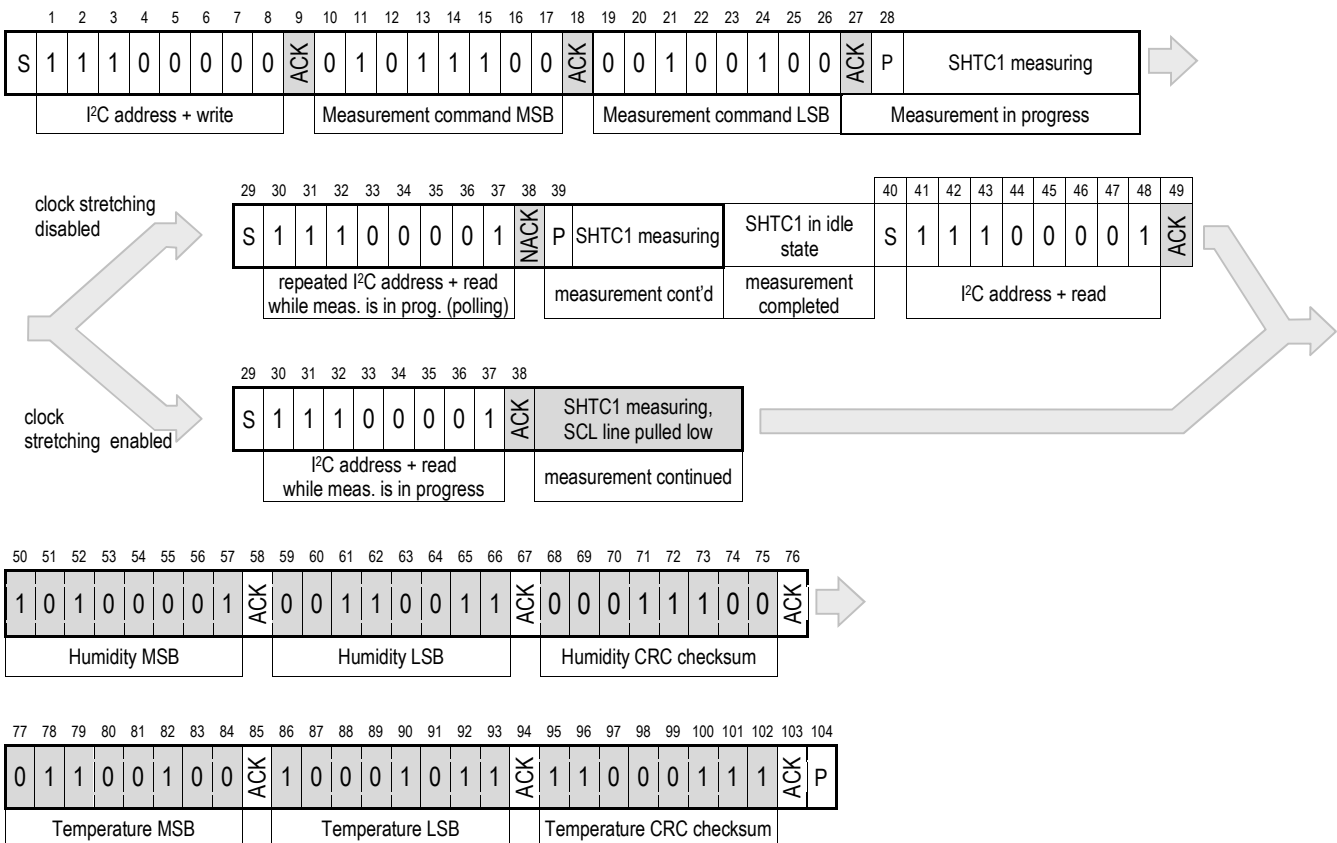 1 2 3 4 5 6 7 8 9 10 11 12 13 14 15 16 17 18 19 20 21 22 23 24 25 26 27 28
S 1 1 1 0 0 0 0 0 ACK 0 1 0 1 1 1 0 0 ACK 0 0 1 0 0 1 0 0 ACK P SHTC1 measuring
I²C address + write Measurement command MSB Measurement command LSB Measurement in progress
clock stretching
disabled
29 30 31 32 33 34 35 36 37 38 39
S 1 1 1 0 0 0 0 1 NACK P SHTC1 measuring
SHTC1 in idle
state
40 41 42 43 44 45 46 47 48 49
S 1 1 1 0 0 0 0 1 ACK
repeated I²C address + read
while meas. is in prog. (polling)
measurement cont'd
measurement
completed
I²C address + read
clock
stretching enabled
29 30 31 32 33 34 35 36 37 38
S 1 1 1 0 0 0 0 1 ACK
SHTC1 measuring,
SCL line pulled low
I²C address + read
while meas. is in progress
measurement continued
50 51 52 53 54 55 56 57 58 59 60 61 62 63 64 65 66 67 68 69 70 71 72 73 74 75 76
1 0 1 0 0 0 0 1 ACK 0 0 1 1 0 0 1 1 ACK 0 0 0 1 1 1 0 0 ACK
Humidity MSB Humidity LSB Humidity CRC checksum
77 78 79 80 81 82 83 84 85 86 87 88 89 90 91 92 93 94 95 96 97 98 99 100 101 102 103 104
0 1 1 0 0 1 0 0 ACK 1 0 0 0 1 0 1 1 ACK 1 1 0 0 0 1 1 1 ACK P
Temperature MSB Temperature LSB Temperature CRC checksum